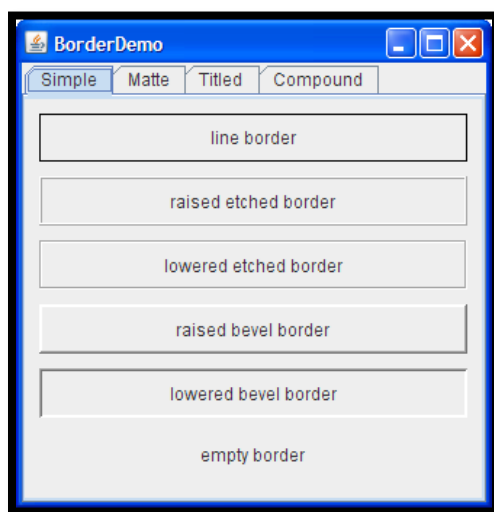 BorderDemo
Simple Matte Titled Compound
line border
raised etched border
lowered etched border
raised bevel border
lowered bevel border
empty border